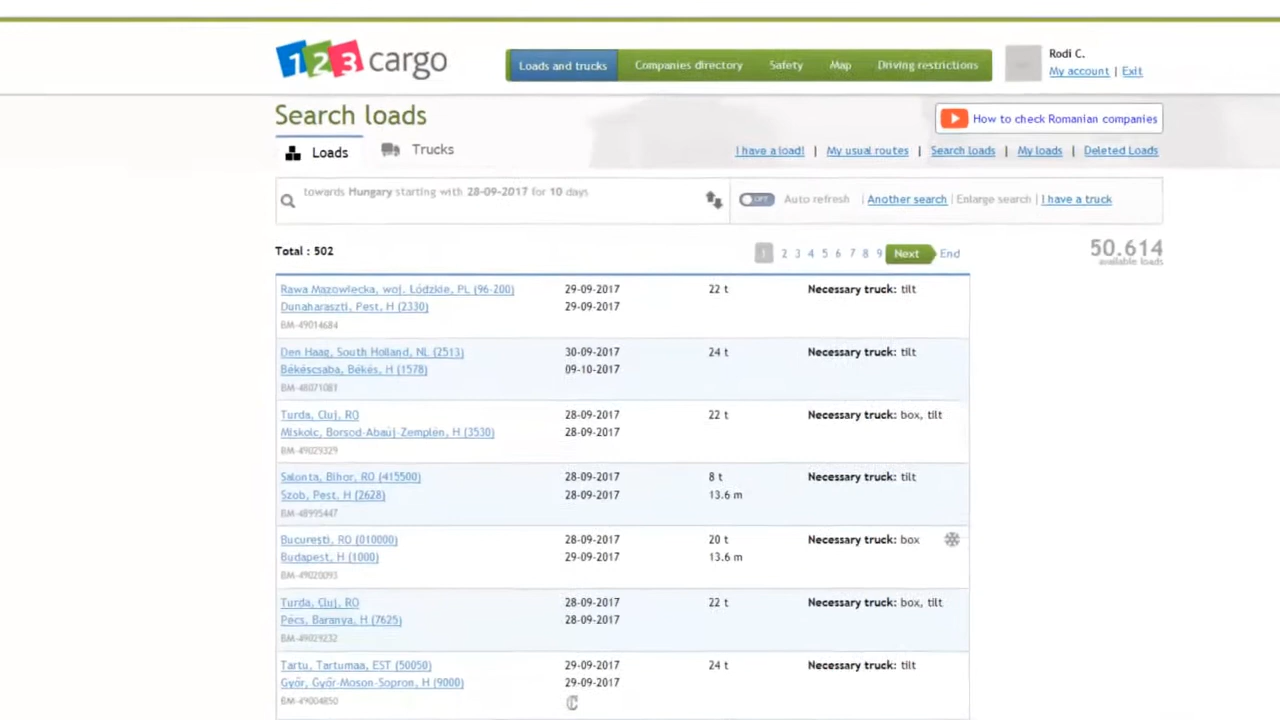 123 cargo
Loads and trucks
Companies directory
Safety
Map
Driving restrictions
Rodi C.
My account | Exit
Search loads
How to check Romanian companies
Loads
Trucks
I have a load! | My usual routes | Search loads | My loads | Deleted Loads
towards Hungary starting with 28-09-2017 for 10 days
OFF Auto refresh | Another search | Enlarge search | I have a truck
Total : 502
1 2 3 4 5 6 7 8 9 Next End
50.614
available loads
Rawa Mazowiecka, woj. Lódzkie, PL (96-200) 29-09-2017 22 t Necessary truck: tilt
Dunaharaszti, Pest, H (2330) 29-09-2017
BM-49014684
Den Haag, South Holland, NL (2513) 30-09-2017 24 t Necessary truck: tilt
Békéscsaba, Békés, H (1578) 09-10-2017
BM-48071081
Turda, Cluj, RO 28-09-2017 22 t Necessary truck: box, tilt
Miskolc, Borsod-Abaúj-Zemplén, H (3530) 28-09-2017
BM-49029329
Salonta, Bihor, RO (415500) 28-09-2017 8 t Necessary truck: tilt
Szob, Pest, H (2628) 28-09-2017 13.6 m
BM-48995447
Bucureşti, RO (010000) 28-09-2017 20 t Necessary truck: box
Budapest, H (1000) 29-09-2017 13.6 m
BM-49020093
Turda, Cluj, RO 28-09-2017 22 t Necessary truck: box, tilt
Pécs, Baranya, H (7625) 28-09-2017
BM-49029232
Tartu, Tartumaa, EST (50050) 29-09-2017 24 t Necessary truck: tilt
Győr, Győr-Moson-Sopron, H (9000) 29-09-2017
BM-49004850